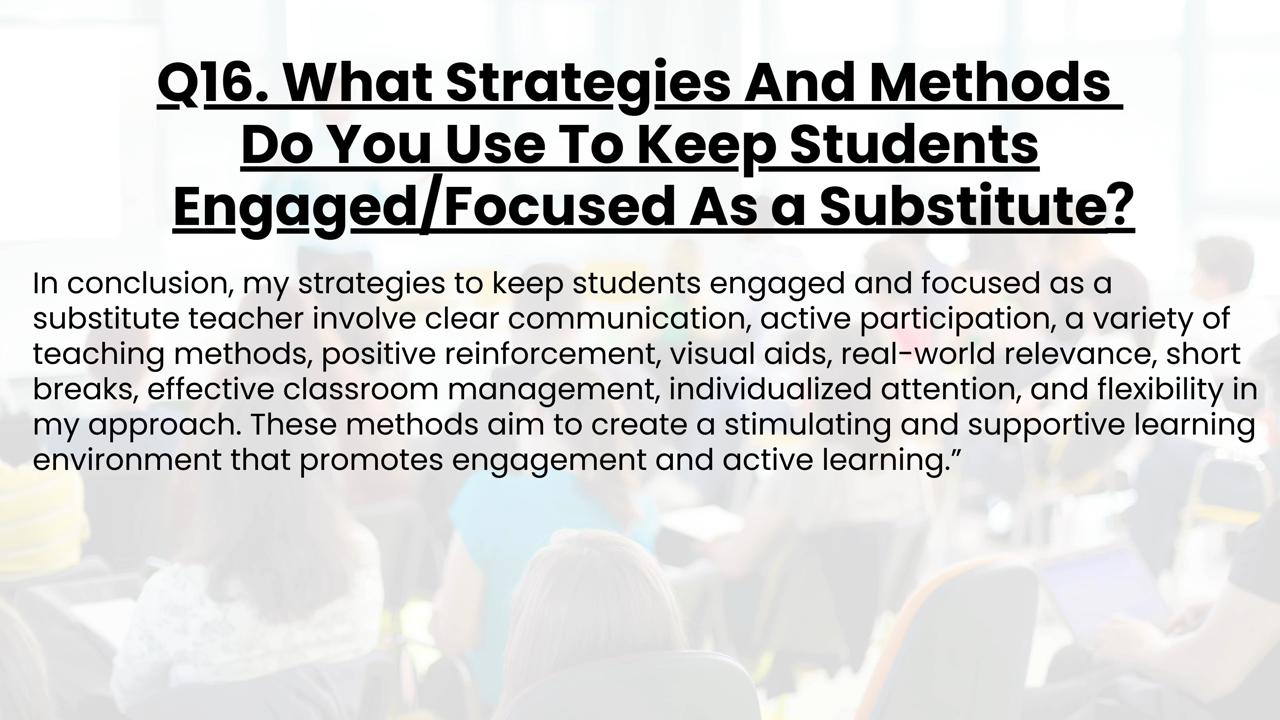 Q16. What Strategies And Methods
Do You Use To Keep Students
Engaged/Focused As a Substitute?
In conclusion, my strategies to keep students engaged and focused as a
substitute teacher involve clear communication, active participation, a variety of
teaching methods, positive reinforcement, visual aids, real-world relevance, short
breaks, effective classroom management, individualized attention, and flexibility in
my approach. These methods aim to create a stimulating and supportive learning
environment that promotes engagement and active learning.”